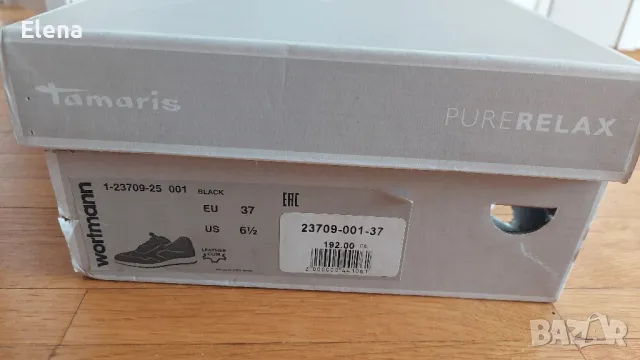 Elena
Tamaris
PURERELAX
wortmann
1-23709-25 001 BLACK
EU 37
US 6½
EAC
23709-001-37
192.00
bazar